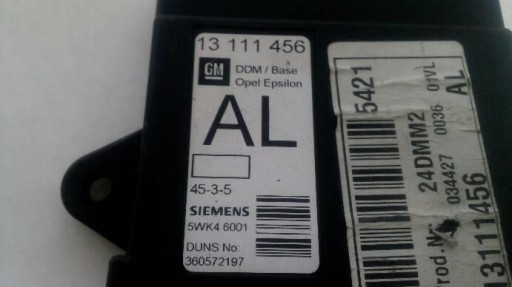 13 111 456
GM
DDM / Base
Opel Epsilon
AL
45-3-5
SIEMENS
5WK4 6001
DUNS No:
360572197
5421
24DMM2
034427 0036
AL
13111456